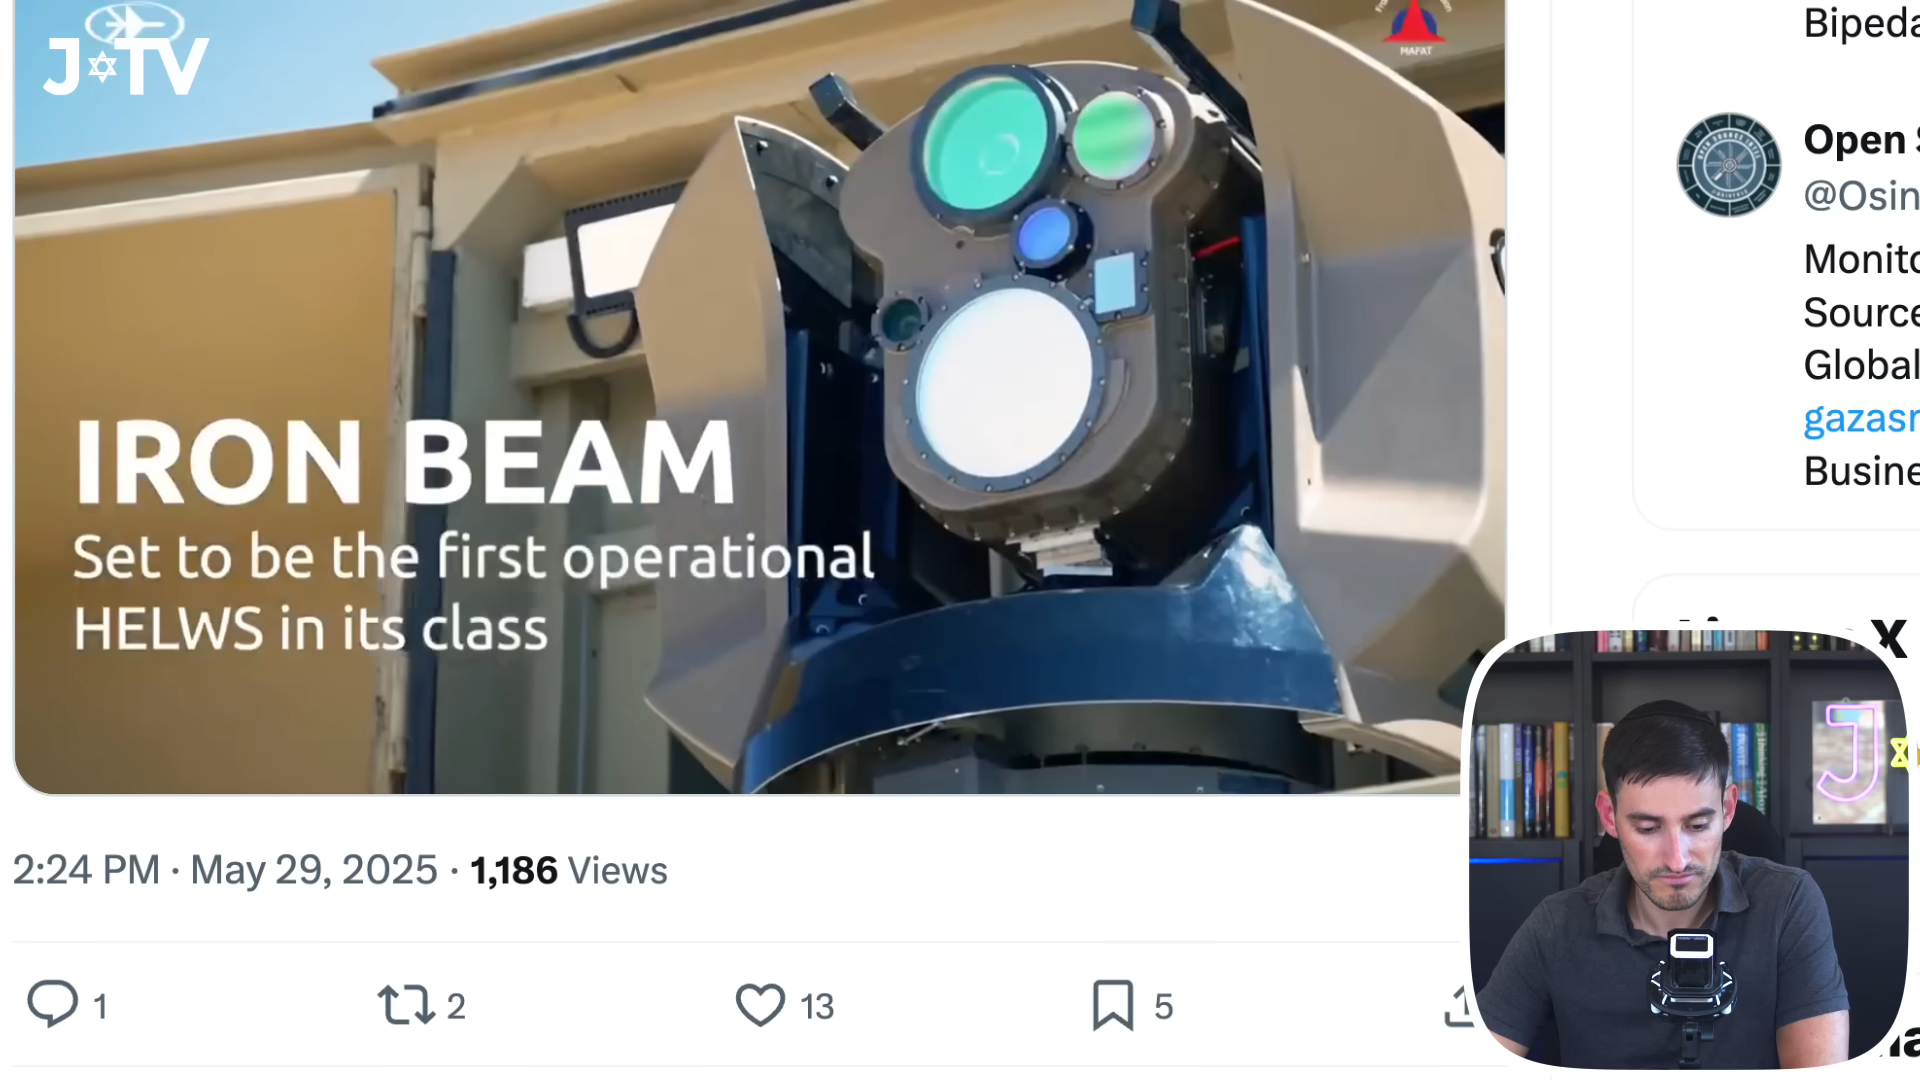 J✡TV
MAFAT
IRON BEAM
Set to be the first operational
HELWS in its class
2:24 PM · May 29, 2025 · 1,186 Views
1
2
13
5
Bipeda
Open S
@Osin
Monito
Source
Global
gazasr
Busine
X
J